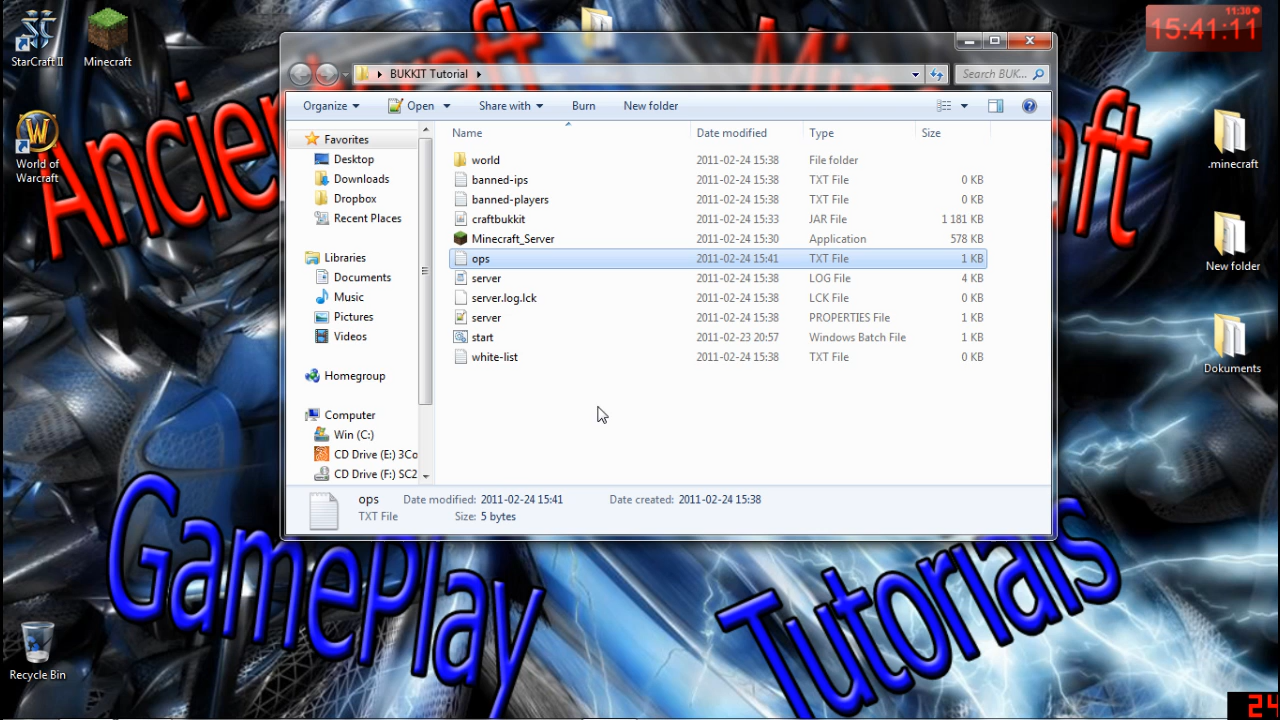 StarCraft II
Minecraft
World of
Warcraft
Recycle Bin
Ancien
raft
Min
raft
GamePlay
Tutorials
11:38
15:41:11
BUKKIT Tutorial
Search BUK...
Organize
Open
Share with
Burn
New folder
Favorites
Desktop
Downloads
Dropbox
Recent Places
Libraries
Documents
Music
Pictures
Videos
Homegroup
Computer
Win (C:)
CD Drive (E:) 3Co
CD Drive (F:) SC2
Name Date modified Type Size
world 2011-02-24 15:38 File folder
banned-ips 2011-02-24 15:38 TXT File 0 KB
banned-players 2011-02-24 15:38 TXT File 0 KB
craftbukkit 2011-02-24 15:33 JAR File 1 181 KB
Minecraft_Server 2011-02-24 15:30 Application 578 KB
ops 2011-02-24 15:41 TXT File 1 KB
server 2011-02-24 15:38 LOG File 4 KB
server.log.lck 2011-02-24 15:38 LCK File 0 KB
server 2011-02-24 15:38 PROPERTIES File 1 KB
start 2011-02-23 20:57 Windows Batch File 1 KB
white-list 2011-02-24 15:38 TXT File 0 KB
ops Date modified: 2011-02-24 15:41 Date created: 2011-02-24 15:38
TXT File Size: 5 bytes
.minecraft
New folder
Dokuments
24